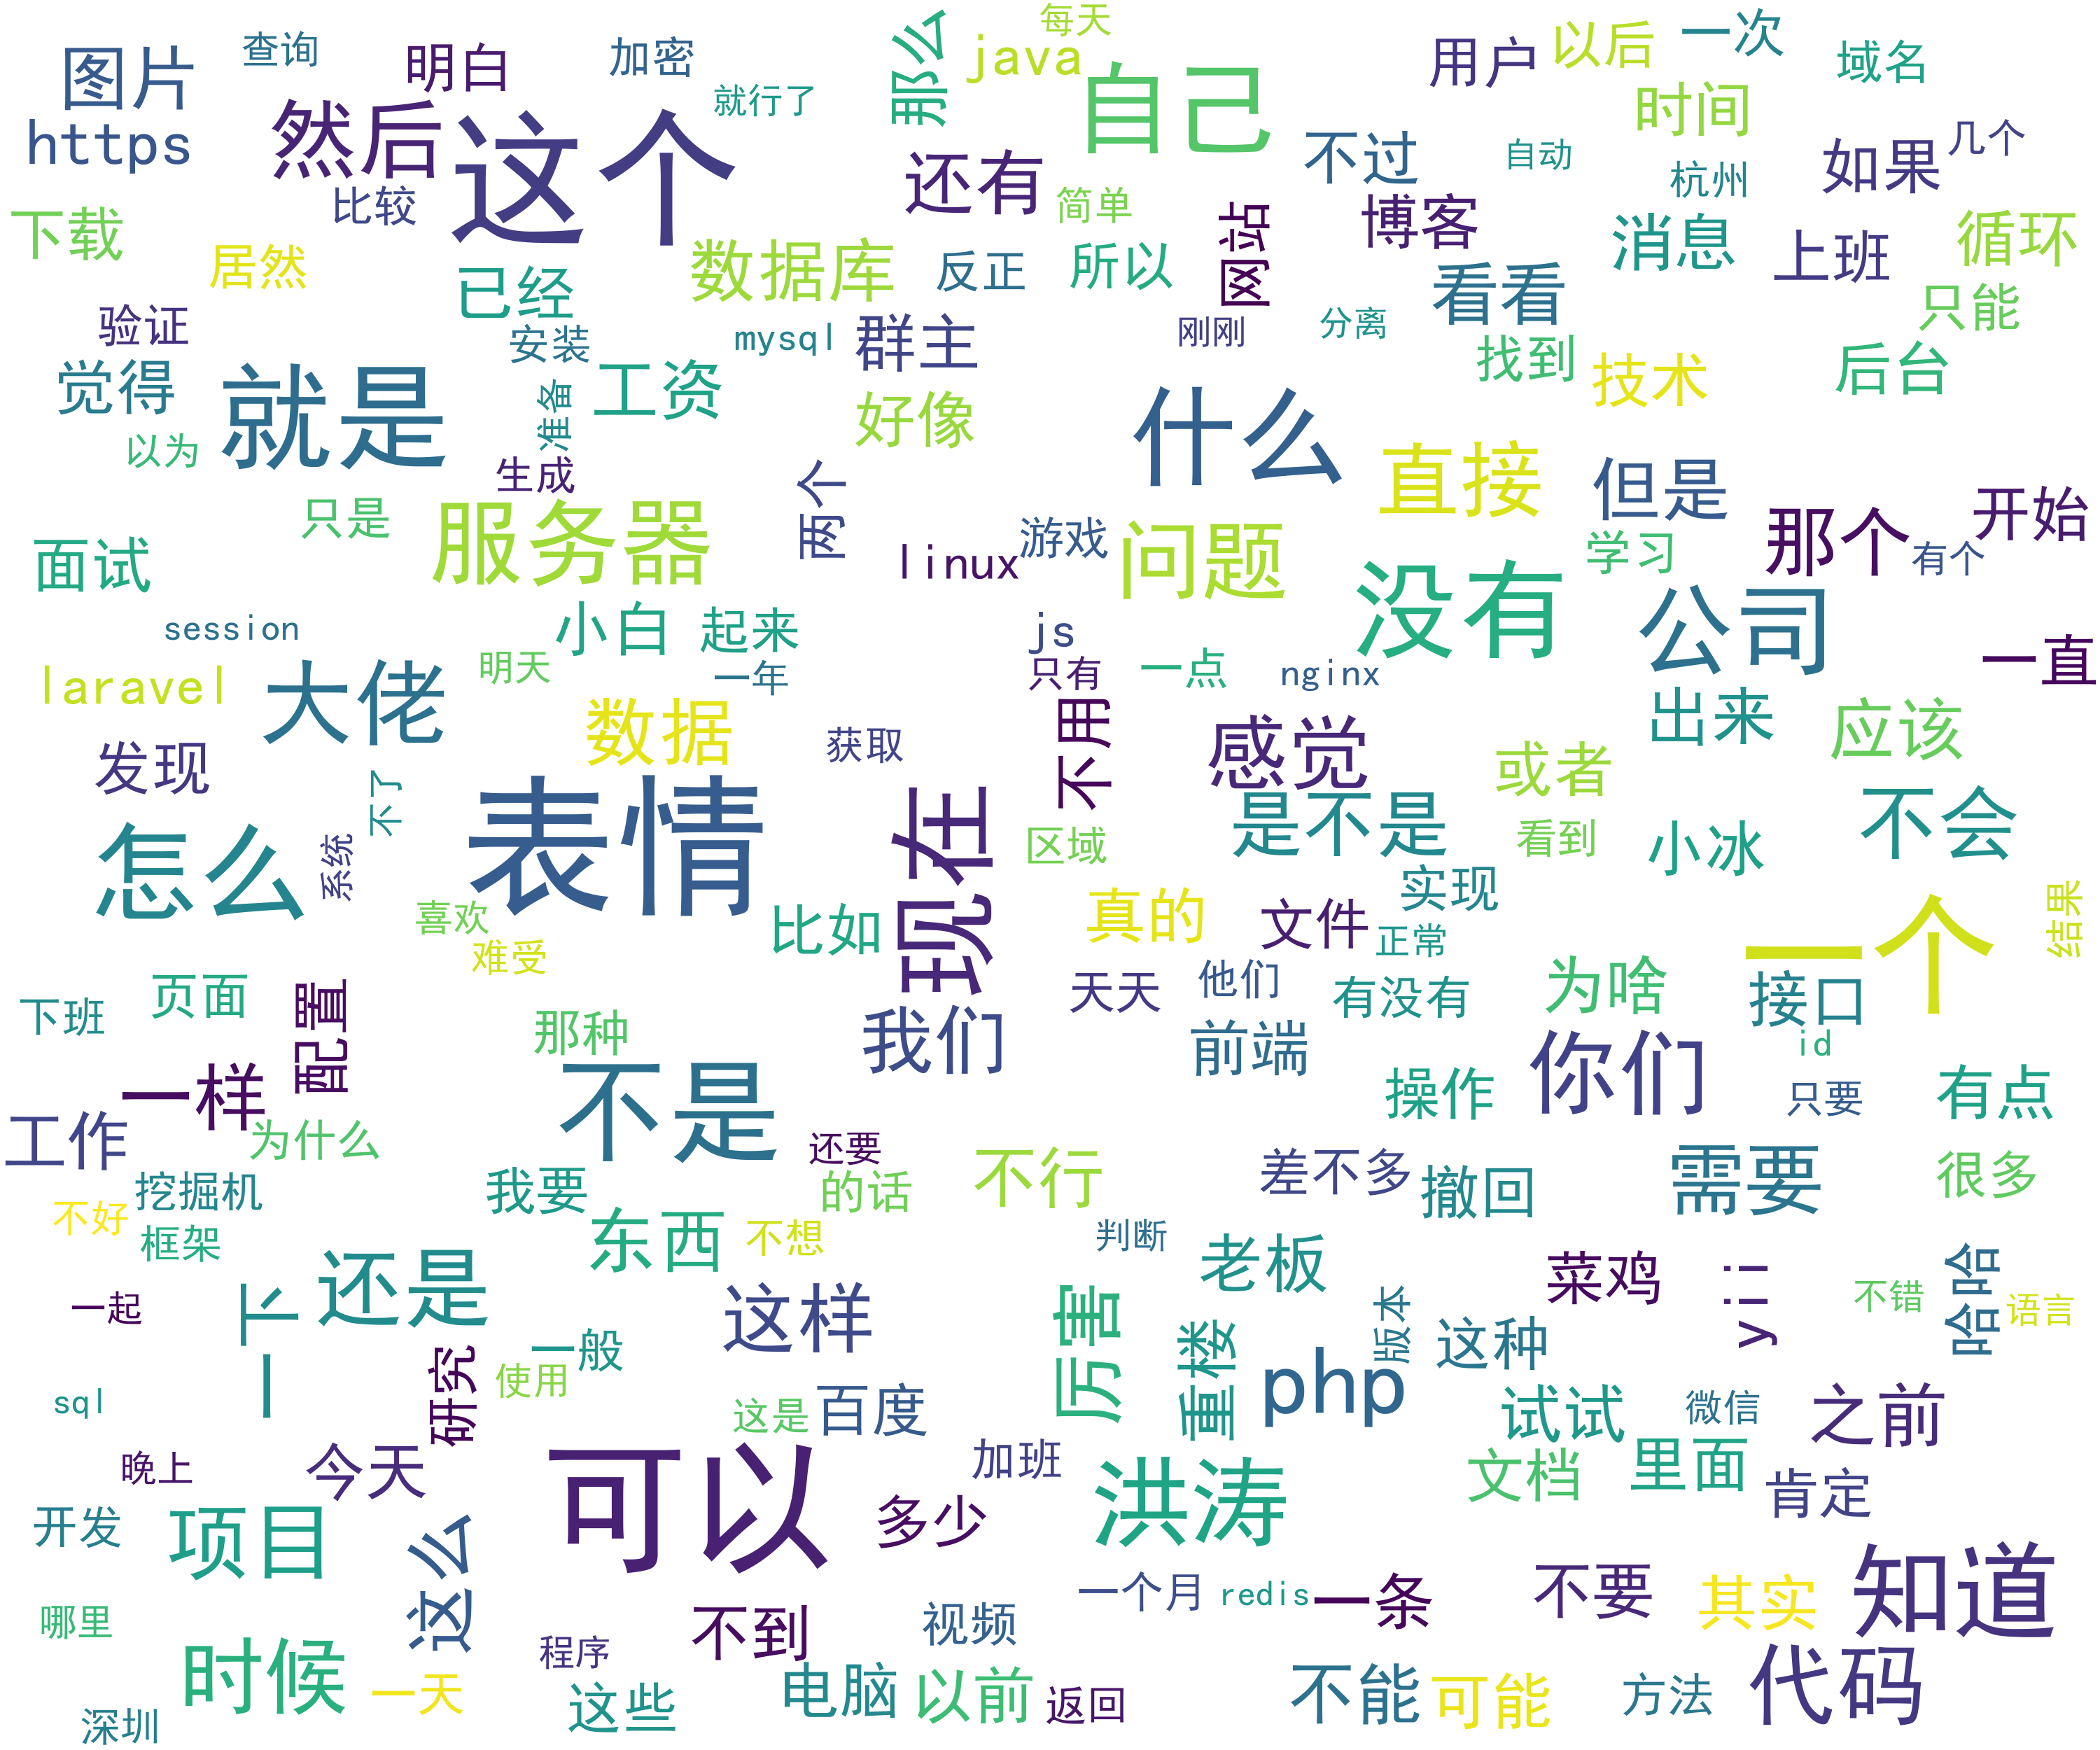 图片
查询
明白
加密
就行了
那么
java
每天
自己
用户
以后
一次
域名
https
然后
这个
还有
简单
不过
自动
时间
杭州
如果
几个
下载
比较
居然
已经
数据库
反正
所以
网站
博客
看看
消息
上班
循环
只能
验证
安装
mysql
群主
刚刚
分离
找到
技术
后台
觉得
以为
就是
准备
工资
好像
什么
直接
但是
那个
开始
有个
生成
只是
服务器
两个
linux
游戏
问题
没有
学习
公司
面试
session
小白
起来
js
只有
一点
nginx
一直
laravel
大佬
明天
一年
数据
获取
不用
感觉
出来
应该
发现
不了
或者
怎么
系统
表情
现在
区域
是不是
看到
小冰
不会
喜欢
难受
比如
真的
文件
实现
正常
一个
结果
下班
页面
配置
那种
我们
天天
他们
有没有
前端
为啥
接口
id
一样
不是
操作
你们
只要
有点
工作
为什么
还要
不行
差不多
撤回
需要
很多
挖掘机
不好
框架
我要
的话
东西
不想
判断
老板
菜鸡
yii
不错
哈哈
语言
一起
一下
还是
这样
厉害
重楼
php
版本
这种
sql
研究
一般
使用
这是
百度
试试
微信
之前
晚上
今天
可以
加班
洪涛
文档
里面
肯定
开发
项目
这么
多少
知道
哪里
时候
程序
不到
视频
一个月
redis
一条
不要
其实
深圳
一天
这些
电脑
以前
返回
不能
可能
方法
代码